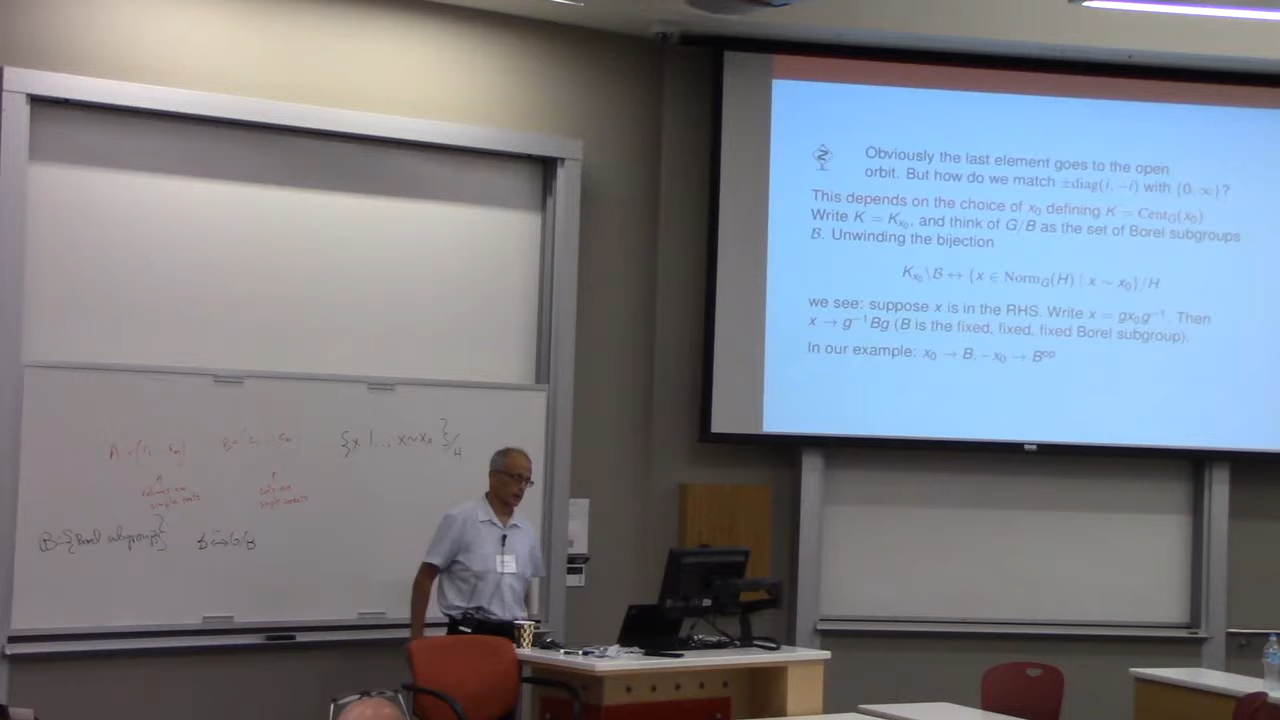 Obviously the last element goes to the open
orbit. But how do we match ±diag(i, −i) with {0, ∞}?
This depends on the choice of x₀ defining K = Cent_G(x₀)
Write K = K_{x₀}, and think of G/B as the set of Borel subgroups
𝓑. Unwinding the bijection
K_{x₀}\𝓑 ↔ {x ∈ Norm_G(H) | x ∼ x₀}/H
we see: suppose x is in the RHS. Write x = gx₀g⁻¹. Then
x → g⁻¹Bg (B is the fixed, fixed, fixed Borel subgroup).
In our example: x₀ → B, −x₀ → B^op
{x | ... x∼x₀}/H
simple roots
B={Borel subgroups}